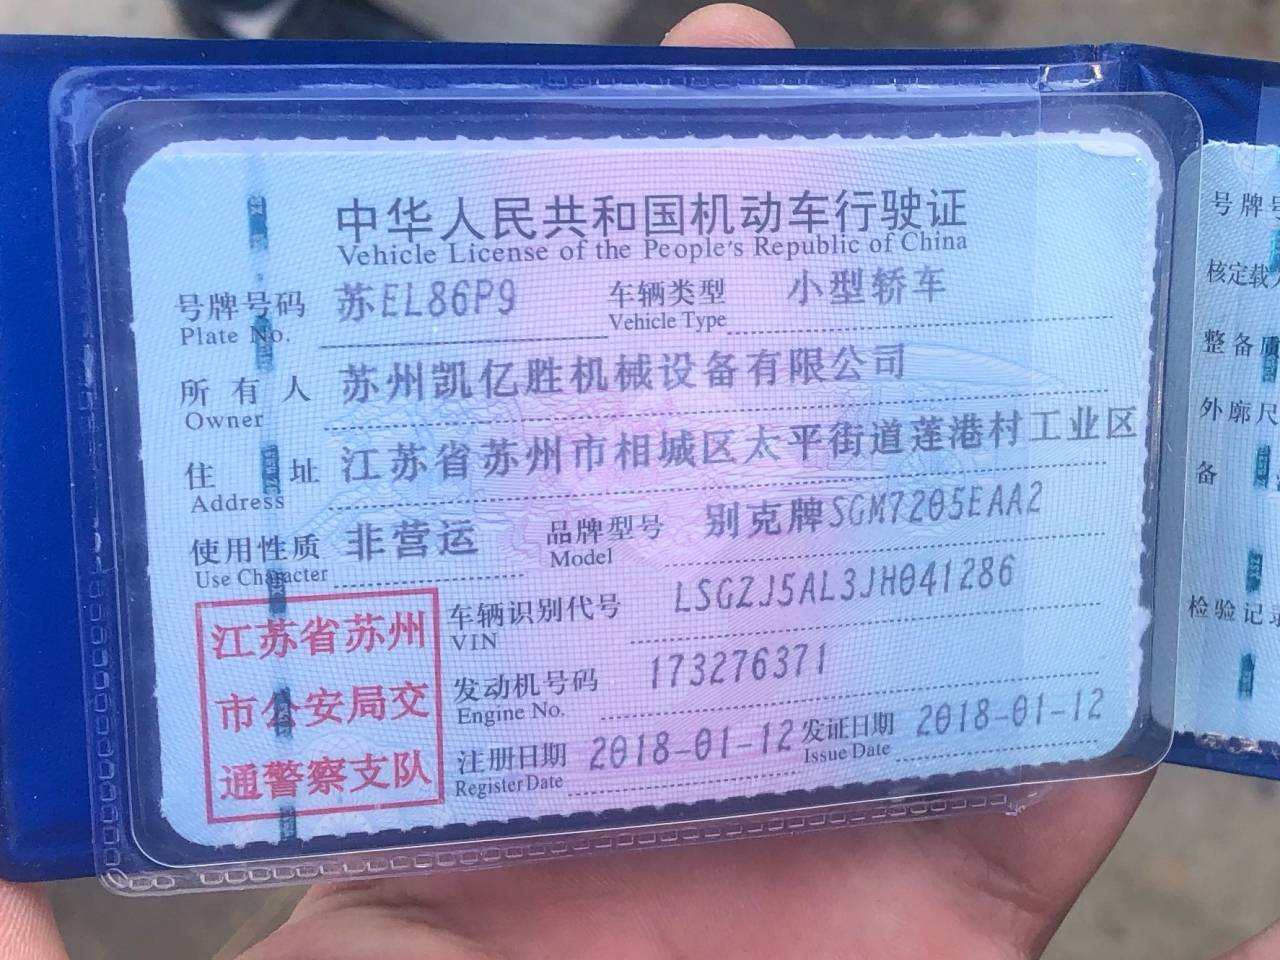 中华人民共和国机动车行驶证
Vehicle License of the People's Republic of China
号牌号码 苏EL86P9 车辆类型 小型轿车
Plate No. Vehicle Type
所有人 苏州凯亿胜机械设备有限公司
Owner
住址 江苏省苏州市相城区太平街道莲港村工业区
Address
使用性质 非营运 品牌型号 别克牌SGM7205EAA2
Use Character Model
车辆识别代号 LSGZJ5AL3JH041286
VIN
发动机号码 173276371
Engine No.
注册日期 2018-01-12 发证日期 2018-01-12
Register Date Issue Date
江苏省苏州
市公安局交
通警察支队
号牌号
核定载
整备质
外廓尺
备
检验记录